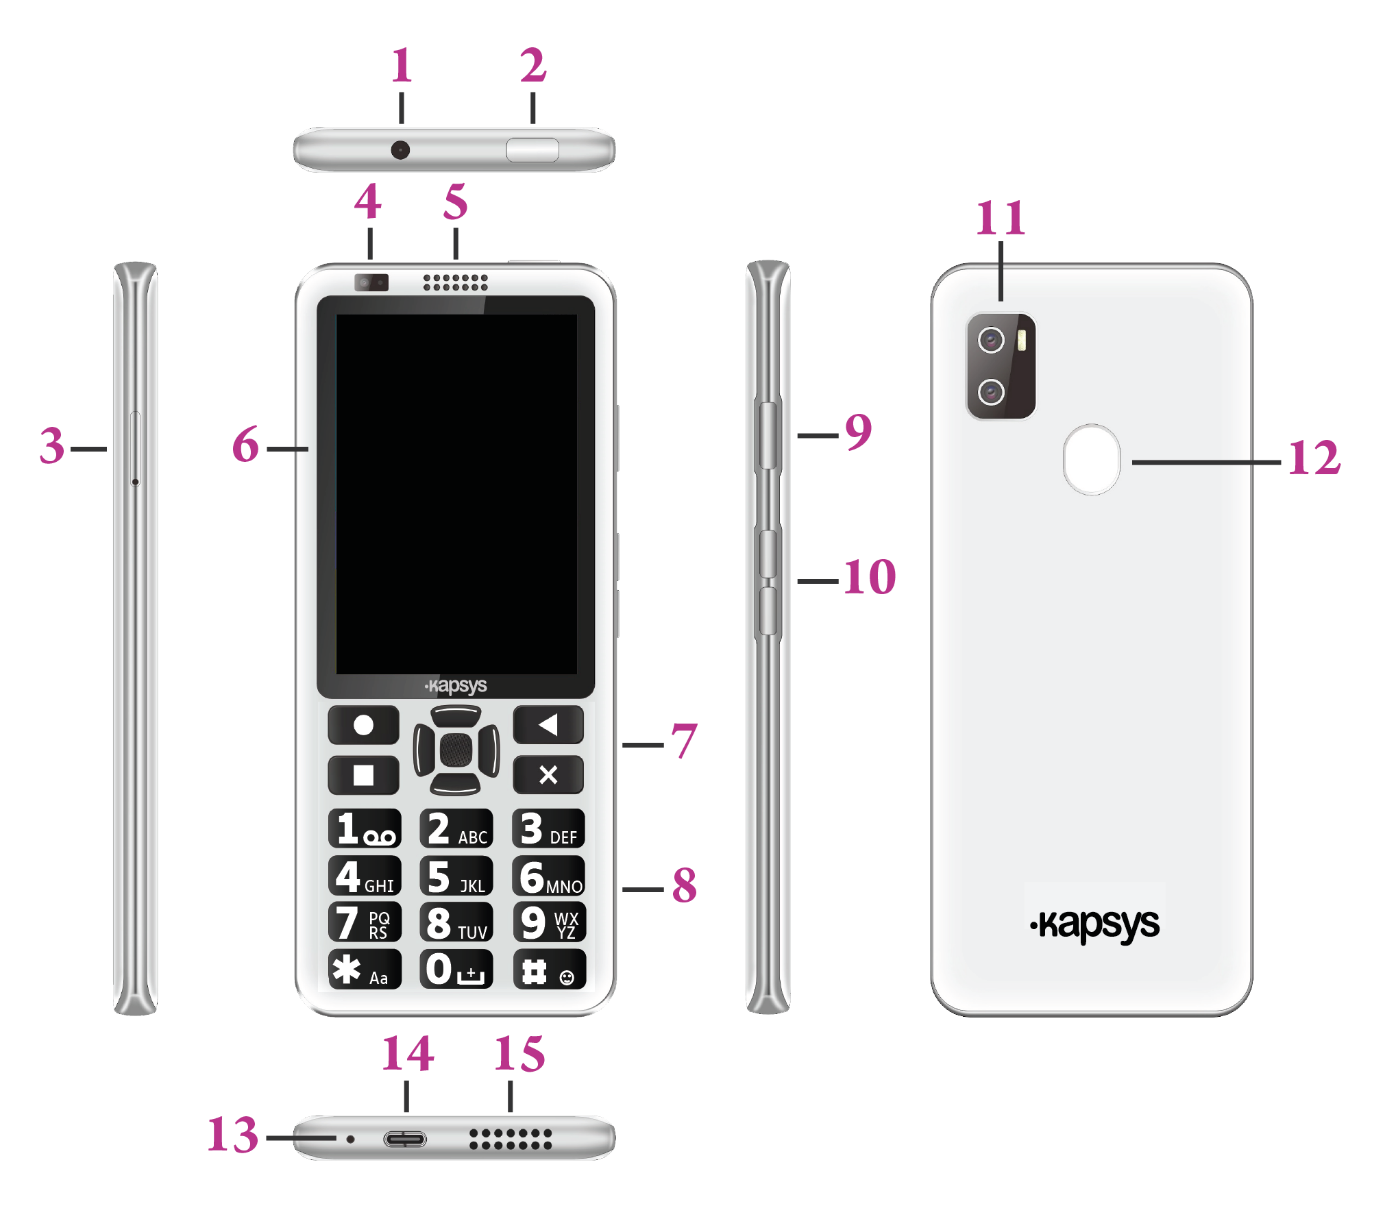 1 2
4 5
11
3
6
9
12
10
·Kapsys
7
1
2 ABC
3 DEF
4 GHI
5 JKL
6 MNO
8
7 PQ
RS
8 TUV
9 WX
YZ
* Aa
0 +
#
·Kapsys
14 15
13